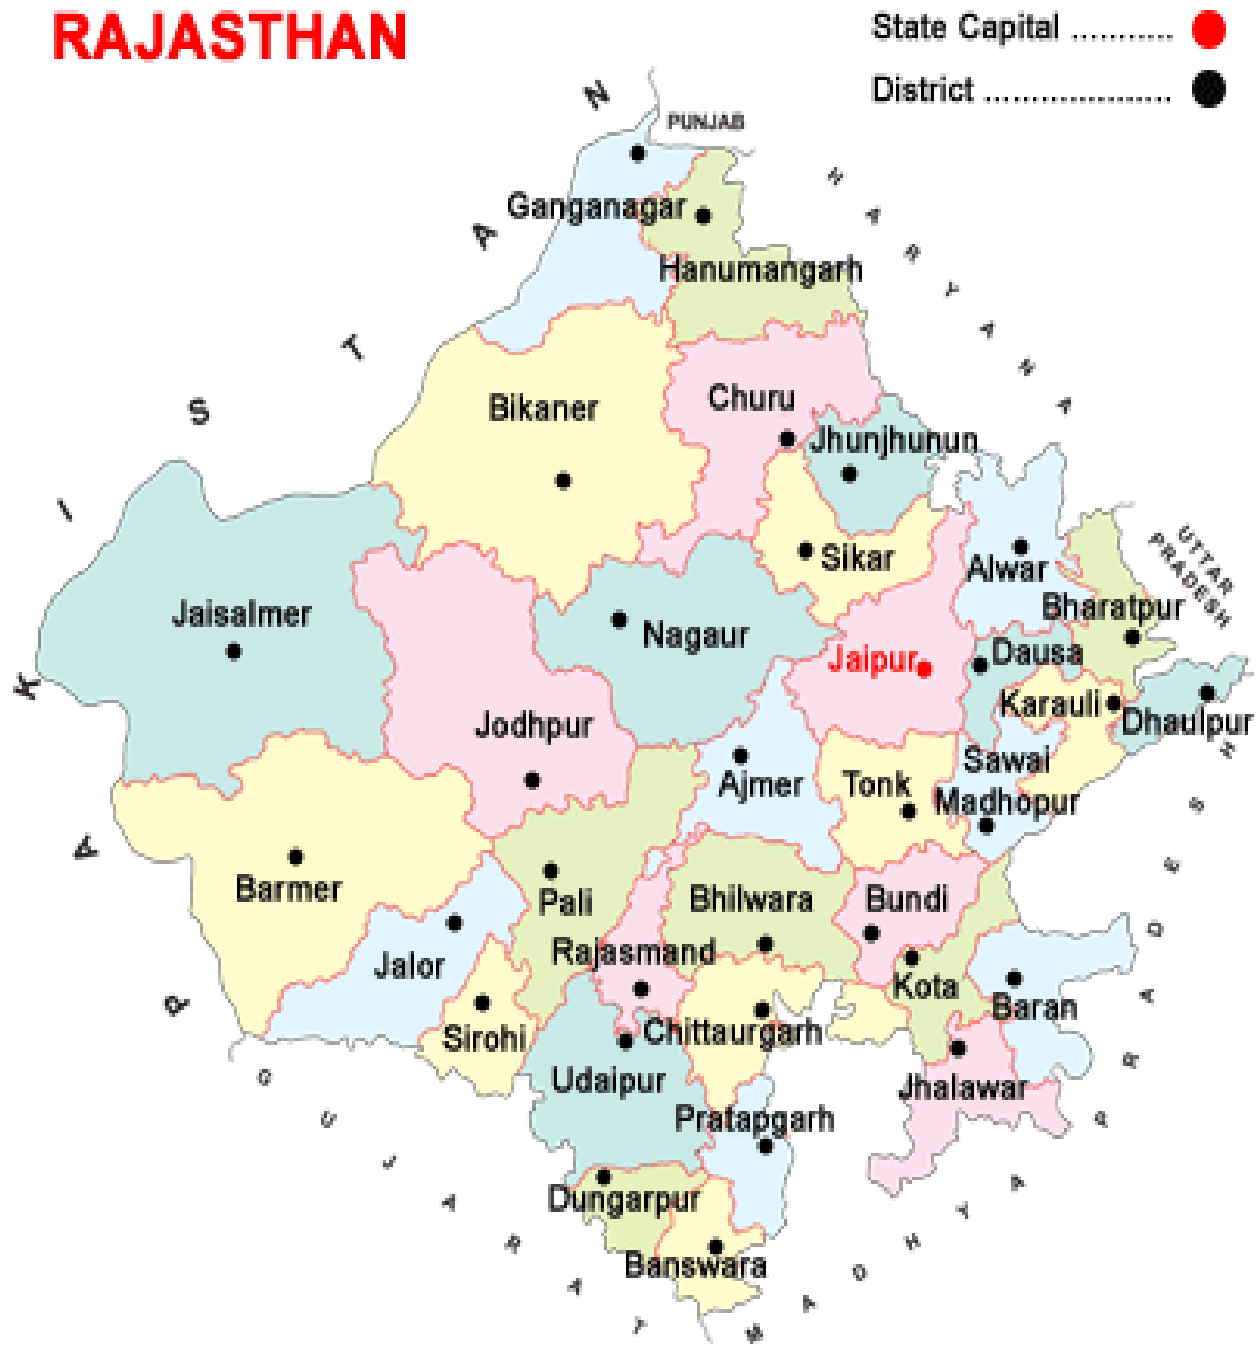 RAJASTHAN
State Capital ...........
District ....................
PUNJAB
HARYANA
PAKISTAN
Ganganagar
Hanumangarh
Bikaner
Churu
Jhunjhunun
Sikar
Alwar
UTTAR
PRADESH
Bharatpur
Jaisalmer
Nagaur
Jaipur
Dausa
Karauli
Dhaulpur
Jodhpur
Ajmer
Tonk
Sawai
Madhopur
Barmer
Pali
Bhilwara
Bundi
Jalor
Rajasmand
Kota
Baran
Sirohi
Chittaurgarh
Udaipur
Jhalawar
Pratapgarh
Dungarpur
Banswara
GUJARAT
MADHYA PRADESH